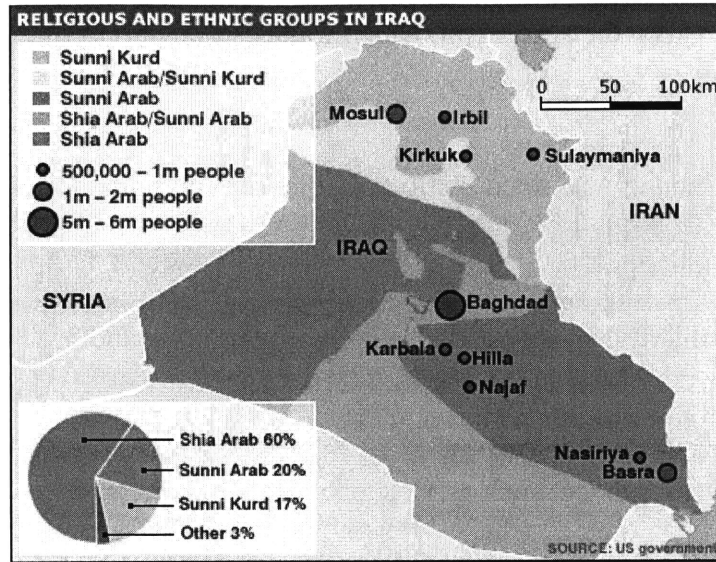 RELIGIOUS AND ETHNIC GROUPS IN IRAQ
Sunni Kurd
Sunni Arab/Sunni Kurd
Sunni Arab
Shia Arab/Sunni Arab
Shia Arab
500,000 – 1m people
1m – 2m people
5m – 6m people
0 50 100km
Mosul
Irbil
Kirkuk
Sulaymaniya
IRAN
IRAQ
SYRIA
Baghdad
Karbala
Hilla
Najaf
Nasiriya
Basra
Shia Arab 60%
Sunni Arab 20%
Sunni Kurd 17%
Other 3%
SOURCE: US government